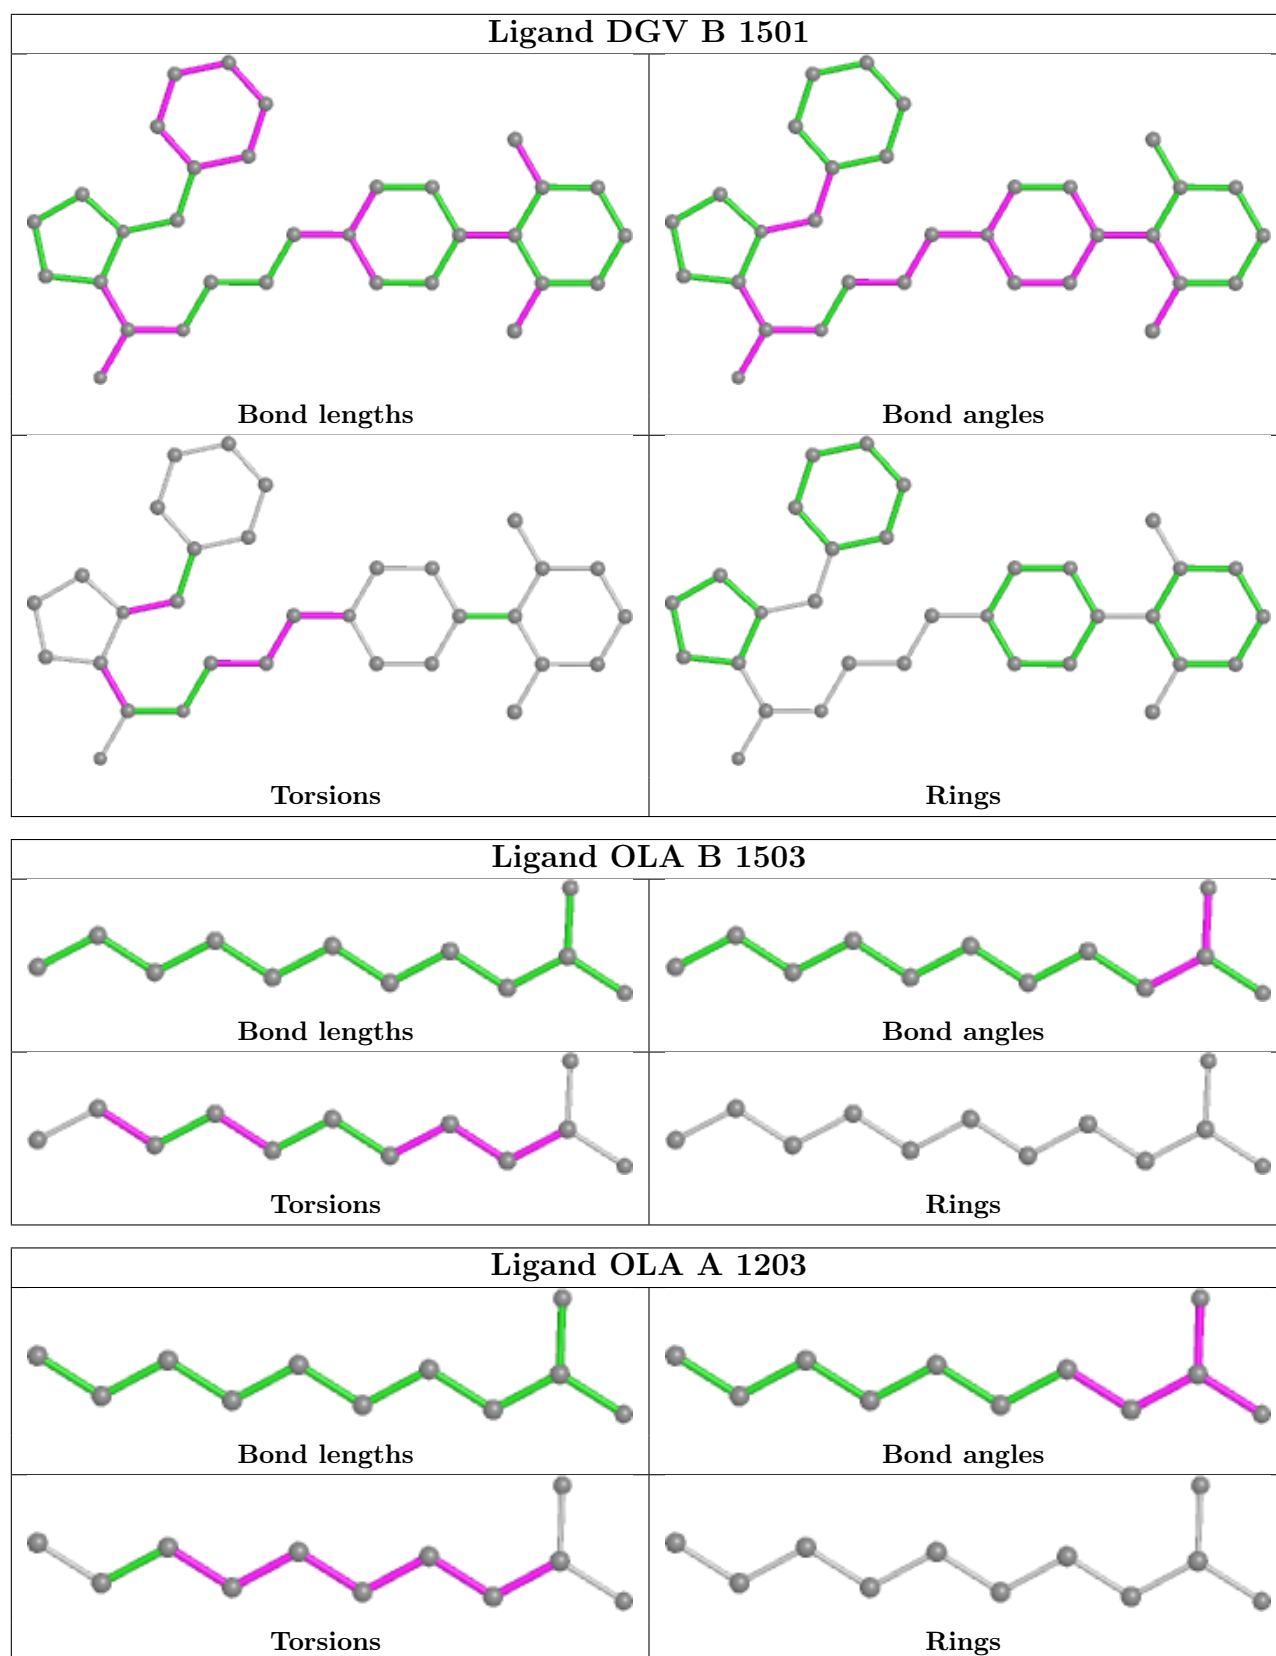 Ligand DGV B 1501
Bond lengths
Bond angles
Torsions
Rings
Ligand OLA B 1503
Bond lengths
Bond angles
Torsions
Rings
Ligand OLA A 1203
Bond lengths
Bond angles
Torsions
Rings